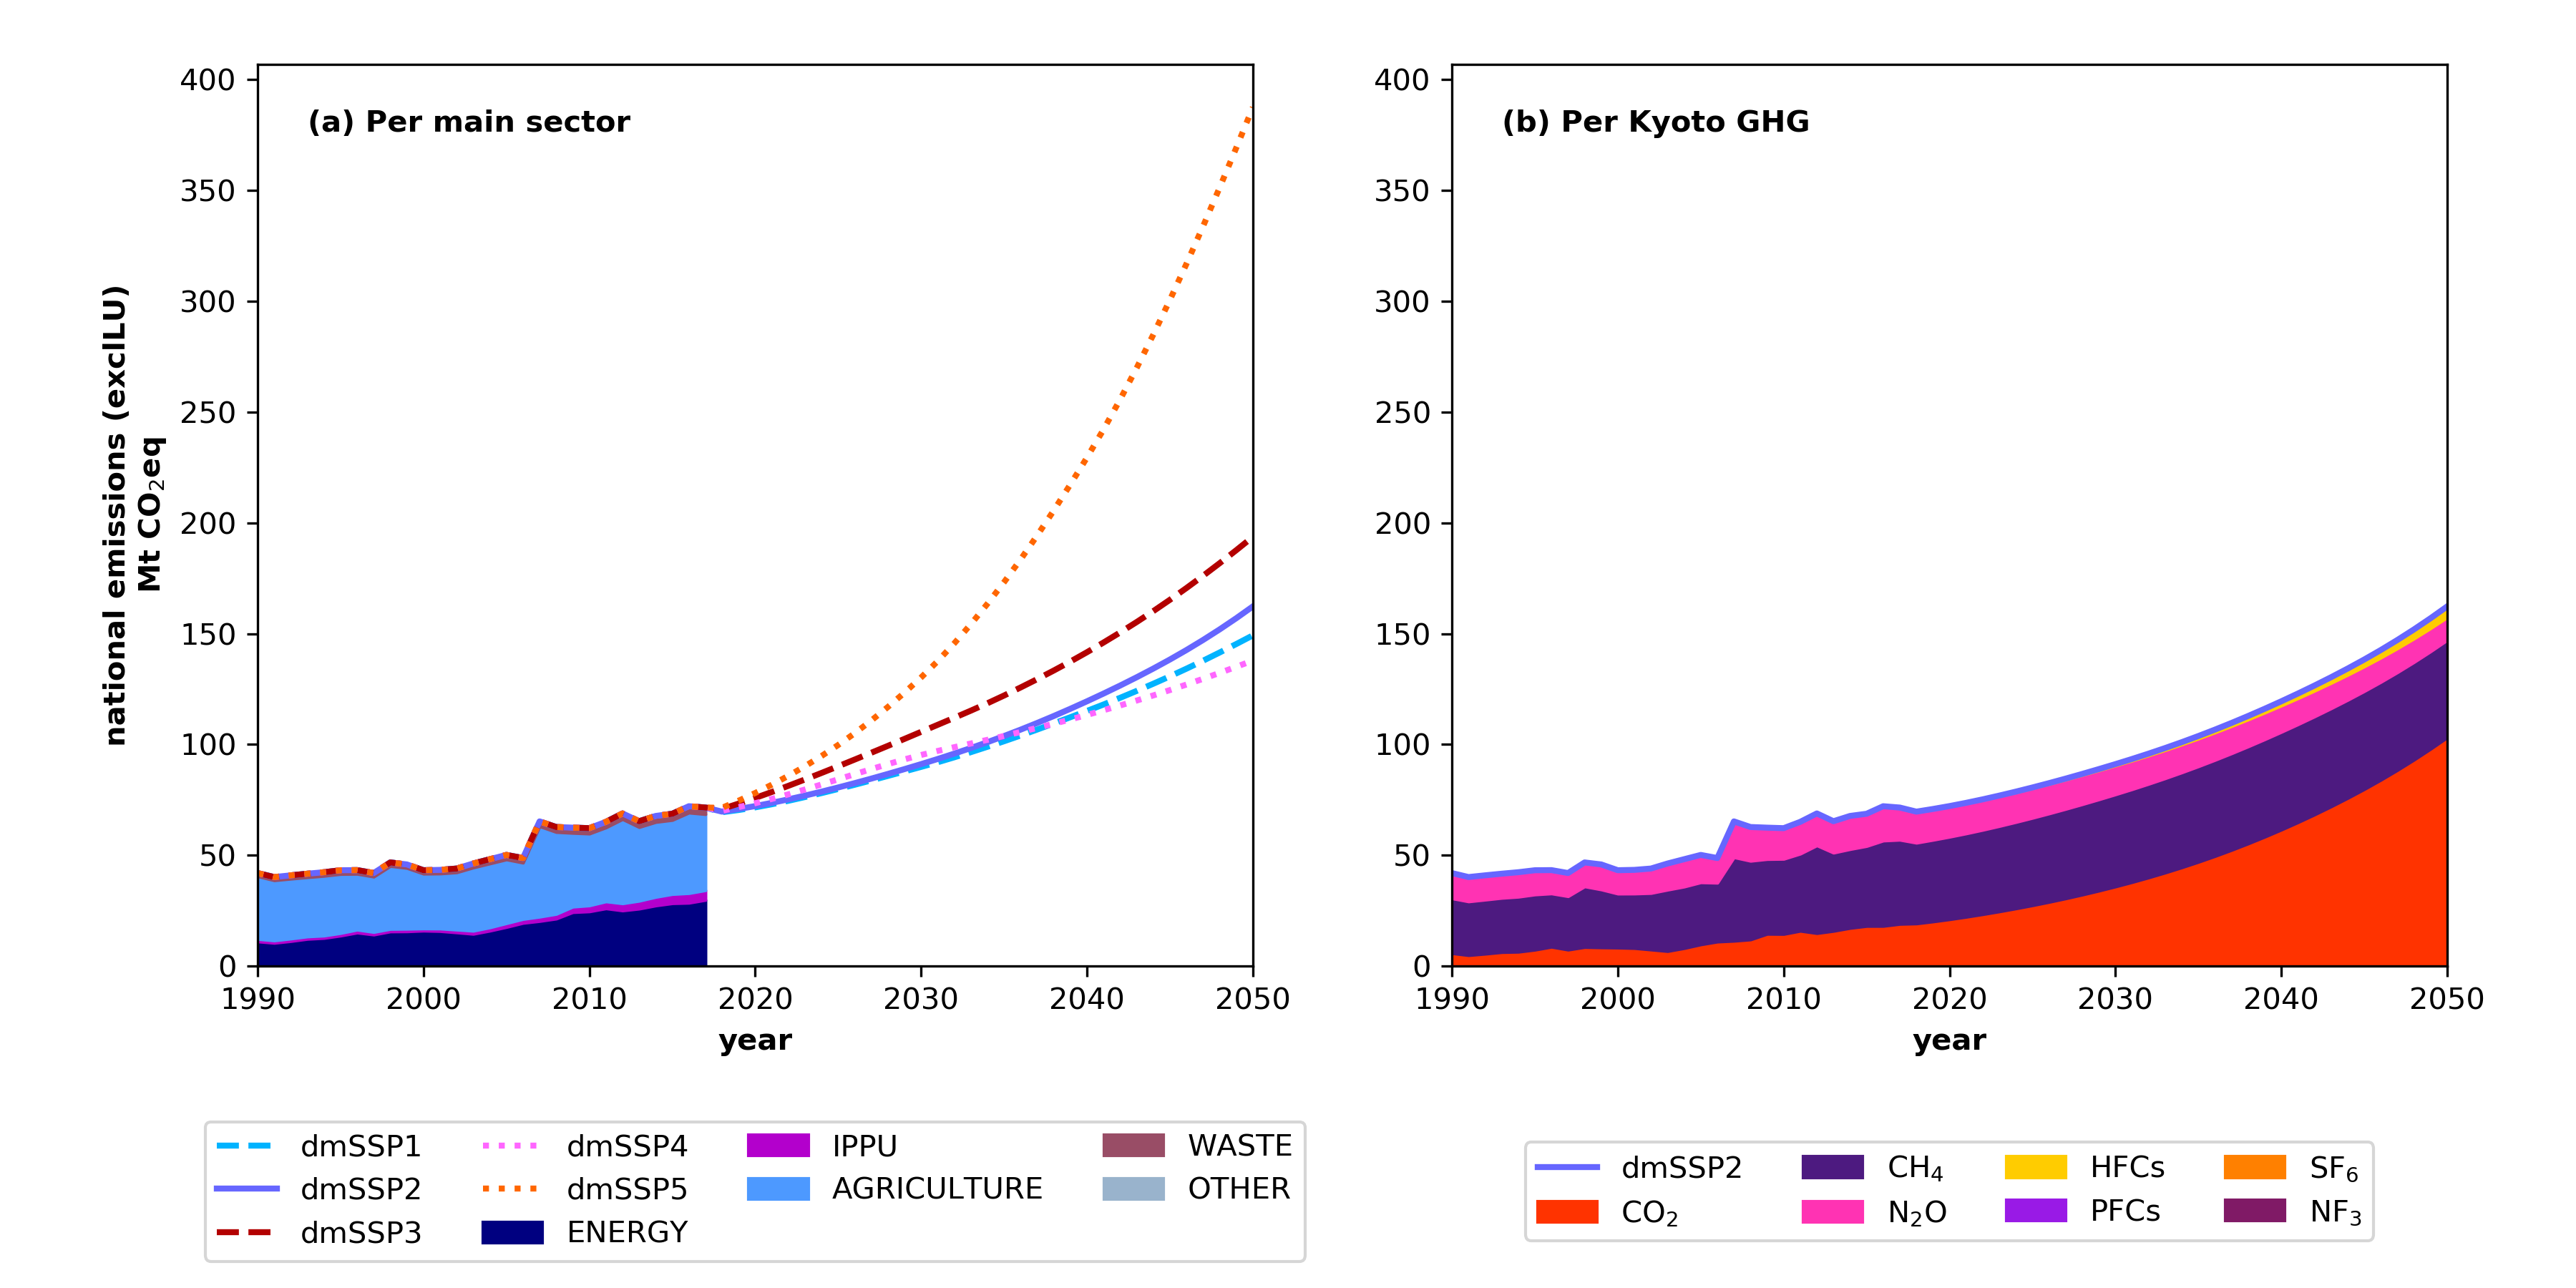 (a) Per main sector
national emissions (exclLU)
Mt CO₂eq
400
350
300
250
200
150
100
50
0
1990 2000 2010 2020 2030 2040 2050
year
dmSSP1 dmSSP4 IPPU WASTE
dmSSP2 dmSSP5 AGRICULTURE OTHER
dmSSP3 ENERGY
(b) Per Kyoto GHG
400
350
300
250
200
150
100
50
0
1990 2000 2010 2020 2030 2040 2050
year
dmSSP2 CH₄ HFCs SF₆
CO₂ N₂O PFCs NF₃